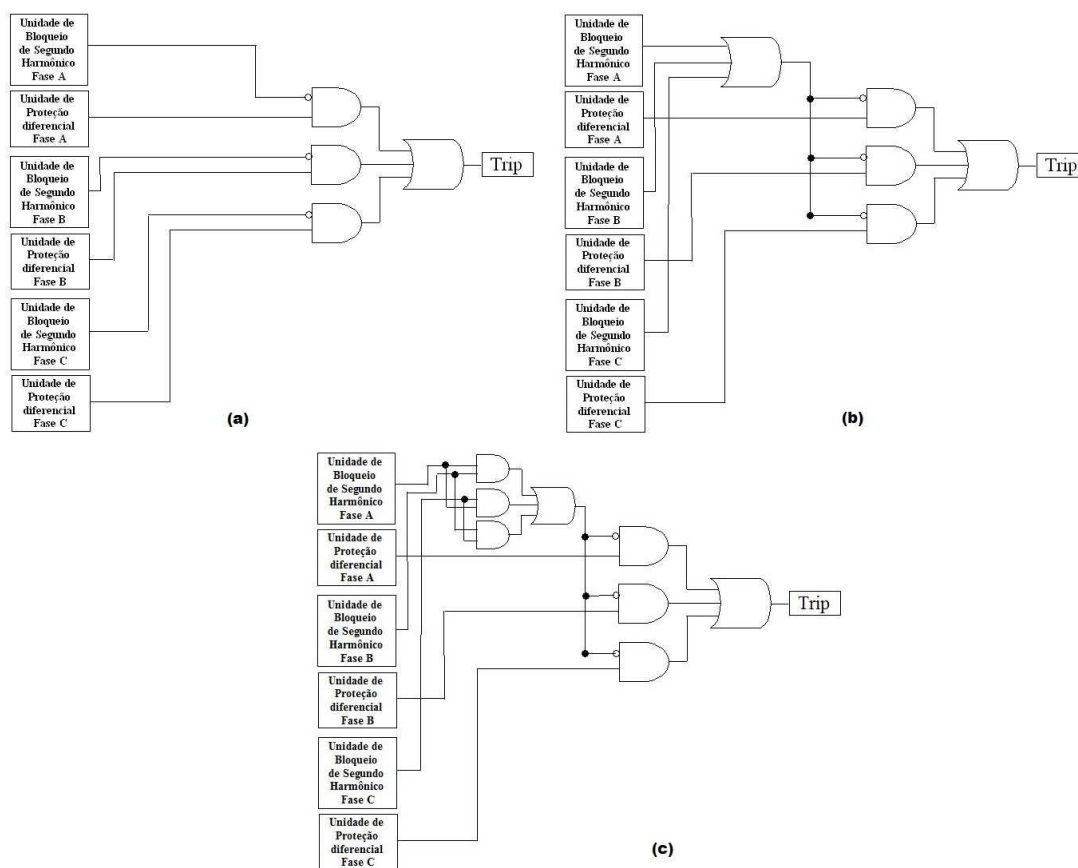 Unidade de
Bloqueio
de Segundo
Harmônico
Fase A
Unidade de
Proteção
diferencial
Fase A
Unidade de
Bloqueio
de Segundo
Harmônico
Fase B
Unidade de
Proteção
diferencial
Fase B
Unidade de
Bloqueio
de Segundo
Harmônico
Fase C
Unidade de
Proteção
diferencial
Fase C
Trip
(a)
Unidade de
Bloqueio
de Segundo
Harmônico
Fase A
Unidade de
Proteção
diferencial
Fase A
Unidade de
Bloqueio
de Segundo
Harmônico
Fase B
Unidade de
Proteção
diferencial
Fase B
Unidade de
Bloqueio
de Segundo
Harmônico
Fase C
Unidade de
Proteção
diferencial
Fase C
Trip
(b)
Unidade de
Bloqueio
de Segundo
Harmônico
Fase A
Unidade de
Proteção
diferencial
Fase A
Unidade de
Bloqueio
de Segundo
Harmônico
Fase B
Unidade de
Proteção
diferencial
Fase B
Unidade de
Bloqueio
de Segundo
Harmônico
Fase C
Unidade de
Proteção
diferencial
Fase C
Trip
(c)